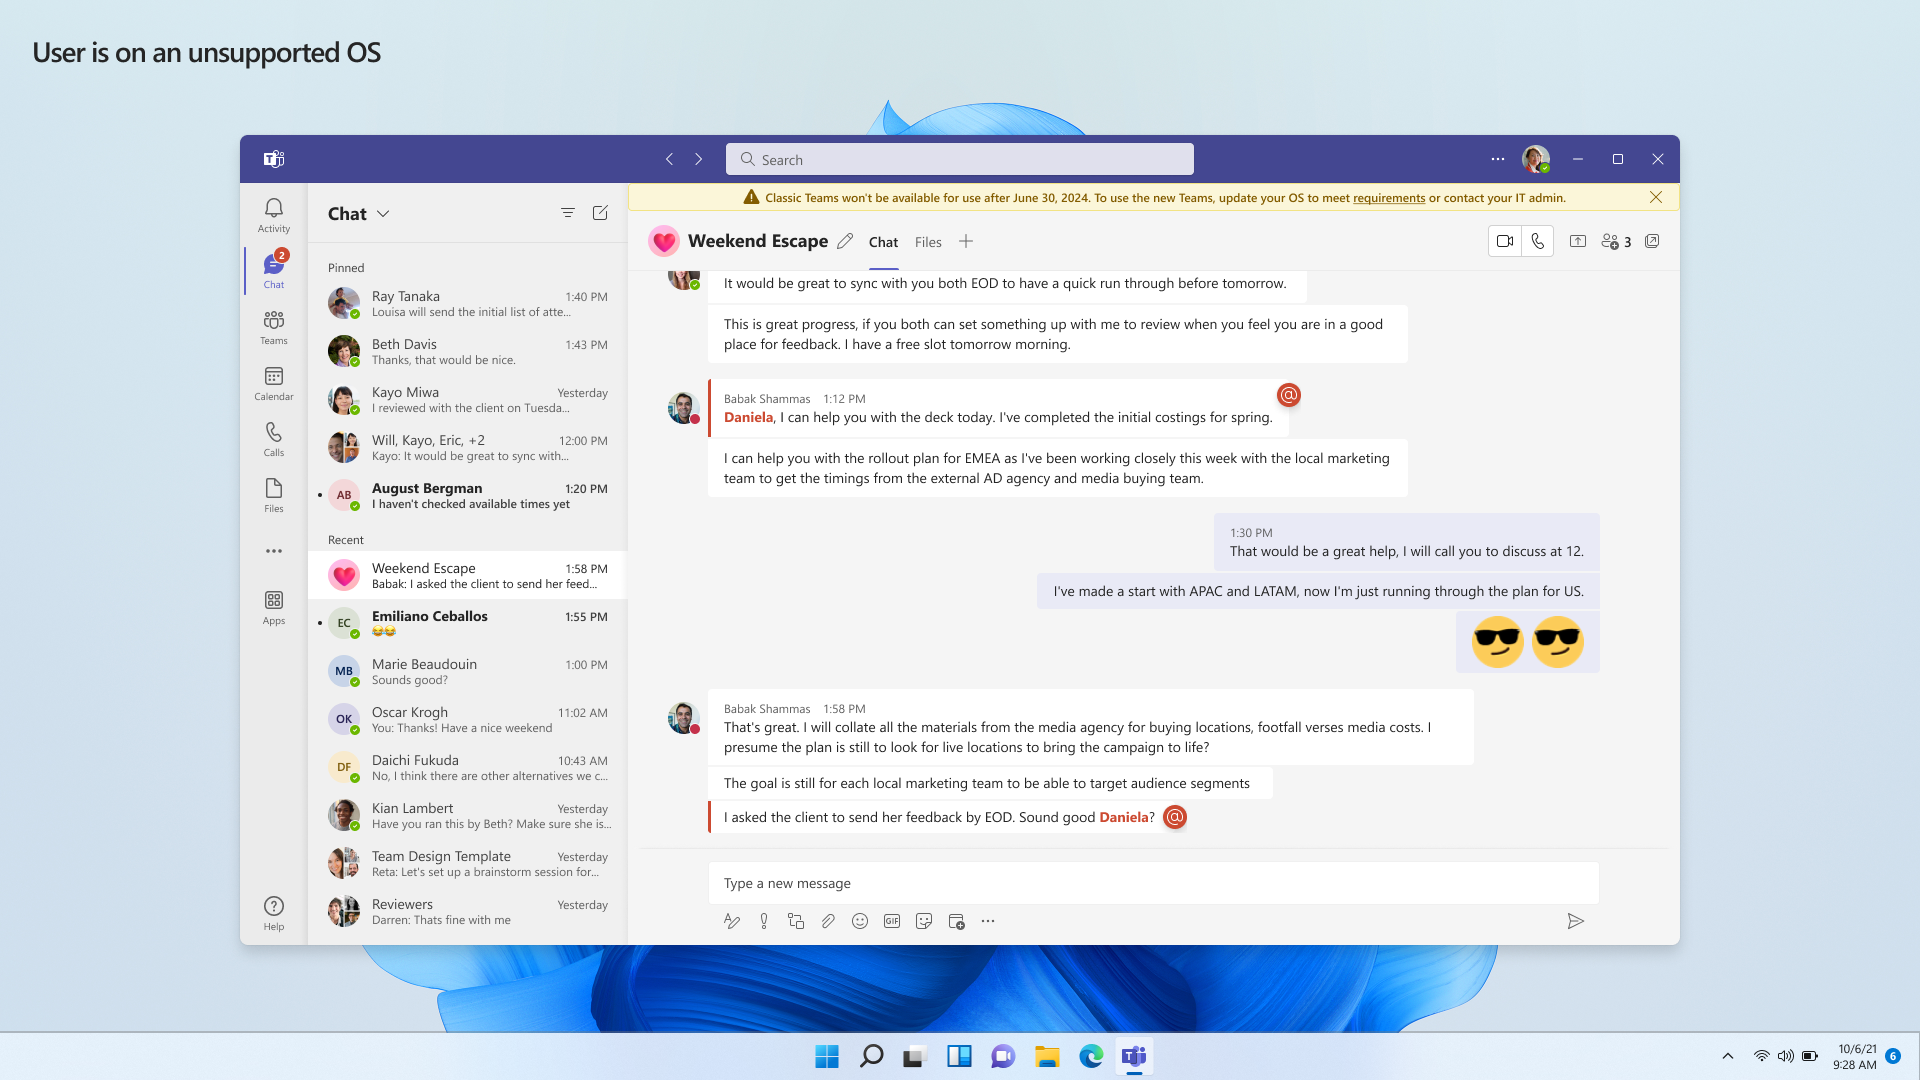 User is on an unsupported OS
Search
Activity
2
Chat
Teams
Calendar
Calls
Files
Apps
Help
Chat
Pinned
Ray Tanaka 1:40 PM
Louisa will send the initial list of atte...
Beth Davis 1:43 PM
Thanks, that would be nice.
Kayo Miwa Yesterday
I reviewed with the client on Tuesda...
Will, Kayo, Eric, +2 12:00 PM
Kayo: It would be great to sync with...
AB
August Bergman 1:20 PM
I haven't checked available times yet
Recent
Weekend Escape 1:58 PM
Babak: I asked the client to send her feed...
EC
Emiliano Ceballos 1:55 PM
😂😂
MB
Marie Beaudouin 1:00 PM
Sounds good?
OK
Oscar Krogh 11:02 AM
You: Thanks! Have a nice weekend
DF
Daichi Fukuda 10:43 AM
No, I think there are other alternatives we c...
Kian Lambert Yesterday
Have you ran this by Beth? Make sure she is...
Team Design Template Yesterday
Reta: Let's set up a brainstorm session for...
Reviewers Yesterday
Darren: Thats fine with me
Classic Teams won't be available for use after June 30, 2024. To use the new Teams, update your OS to meet requirements or contact your IT admin.
Weekend Escape Chat Files 3
It would be great to sync with you both EOD to have a quick run through before tomorrow.
This is great progress, if you both can set something up with me to review when you feel you are in a good
place for feedback. I have a free slot tomorrow morning.
Babak Shammas 1:12 PM
@
Daniela, I can help you with the deck today. I've completed the initial costings for spring.
I can help you with the rollout plan for EMEA as I've been working closely this week with the local marketing
team to get the timings from the external AD agency and media buying team.
1:30 PM
That would be a great help, I will call you to discuss at 12.
I've made a start with APAC and LATAM, now I'm just running through the plan for US.
Babak Shammas 1:58 PM
That's great. I will collate all the materials from the media agency for buying locations, footfall verses media costs. I
presume the plan is still to look for live locations to bring the campaign to life?
The goal is still for each local marketing team to be able to target audience segments
I asked the client to send her feedback by EOD. Sound good Daniela? @
Type a new message
GIF
10/6/21
9:28 AM
6